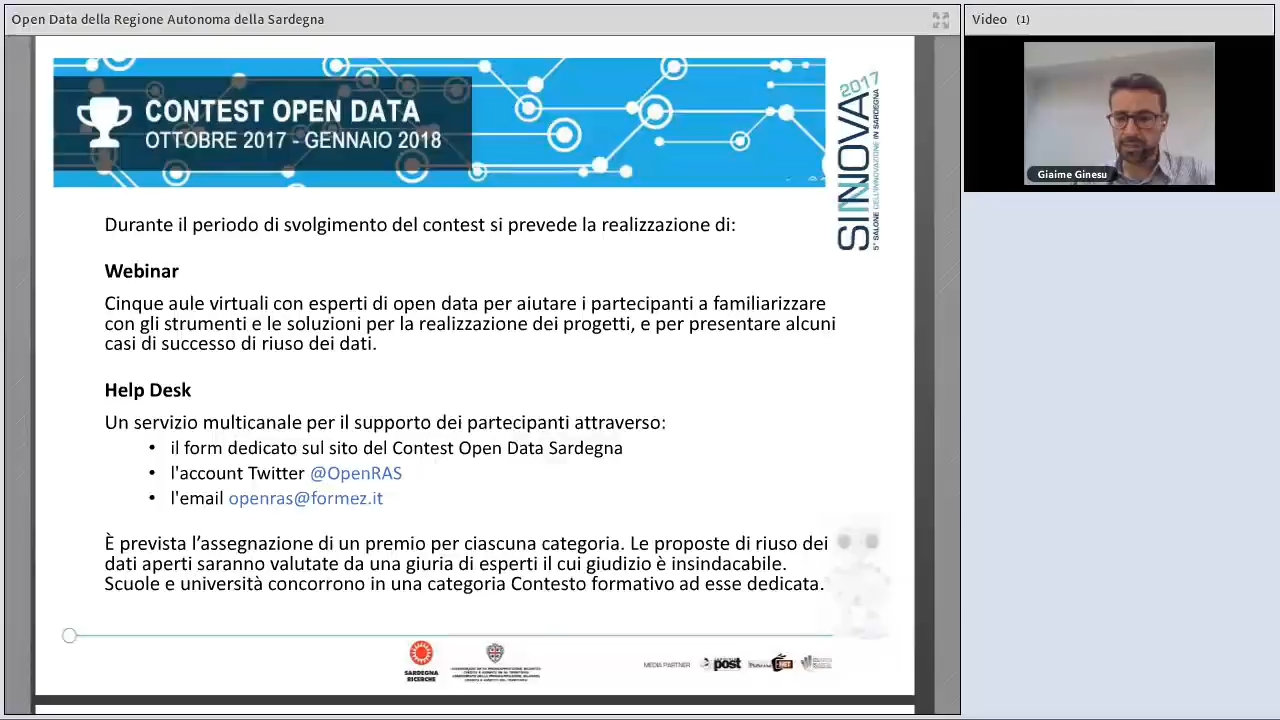 Open Data della Regione Autonoma della Sardegna
Video (1)
Giaime Ginesu
CONTEST OPEN DATA
OTTOBRE 2017 - GENNAIO 2018
SINNOVA 2017
5° SALONE DELL'INNOVAZIONE IN SARDEGNA
Durante il periodo di svolgimento del contest si prevede la realizzazione di:
Webinar
Cinque aule virtuali con esperti di open data per aiutare i partecipanti a familiarizzare
con gli strumenti e le soluzioni per la realizzazione dei progetti, e per presentare alcuni
casi di successo di riuso dei dati.
Help Desk
Un servizio multicanale per il supporto dei partecipanti attraverso:
• il form dedicato sul sito del Contest Open Data Sardegna
• l'account Twitter @OpenRAS
• l'email openras@formez.it
È prevista l’assegnazione di un premio per ciascuna categoria. Le proposte di riuso dei
dati aperti saranno valutate da una giuria di esperti il cui giudizio è insindacabile.
Scuole e università concorrono in una categoria Contesto formativo ad esse dedicata.
SARDEGNA
RICERCHE
MEDIA PARTNER
post